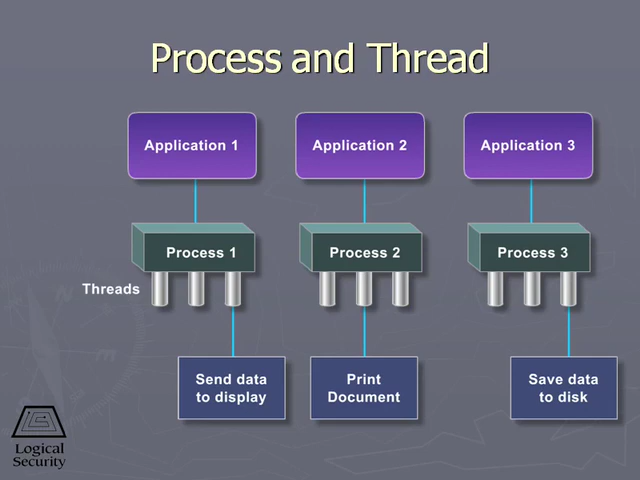 Process and Thread
Application 1
Application 2
Application 3
Process 1
Process 2
Process 3
Threads
Send data
to display
Print
Document
Save data
to disk
Logical
Security